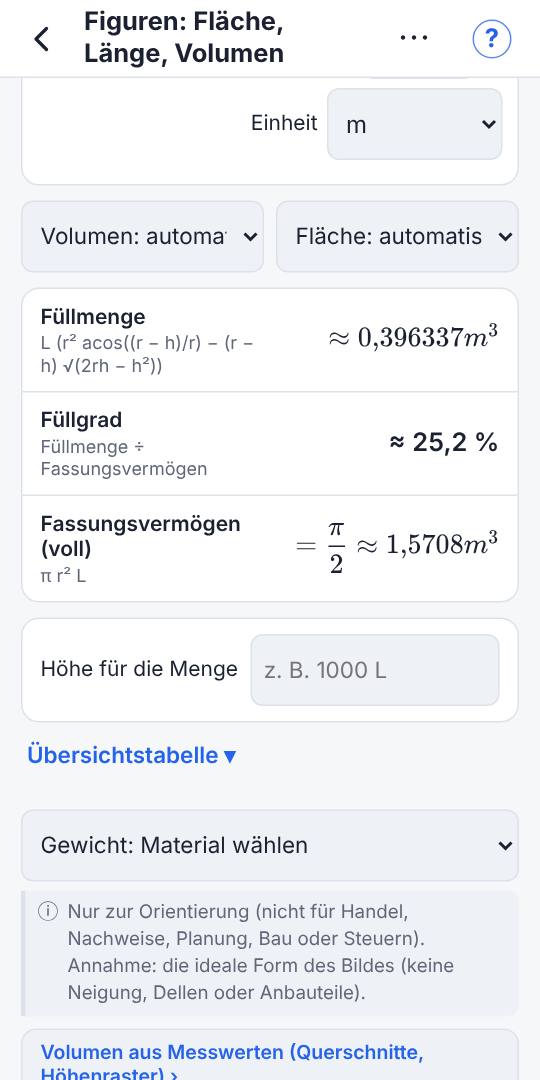 Figuren: Fläche,
Länge, Volumen
...
?
Einheit
m
Volumen: automa
Fläche: automatis
Füllmenge
L (r² acos((r − h)/r) − (r −
h) √(2rh − h²))
≈ 0,396337m³
Füllgrad
Füllmenge ÷
Fassungsvermögen
≈ 25,2 %
Fassungsvermögen
(voll)
π r² L
= π/2 ≈ 1,5708m³
Höhe für die Menge
z. B. 1000 L
Übersichtstabelle ▾
Gewicht: Material wählen
ⓘ Nur zur Orientierung (nicht für Handel,
Nachweise, Planung, Bau oder Steuern).
Annahme: die ideale Form des Bildes (keine
Neigung, Dellen oder Anbauteile).
Volumen aus Messwerten (Querschnitte,
Höhenraster) ›